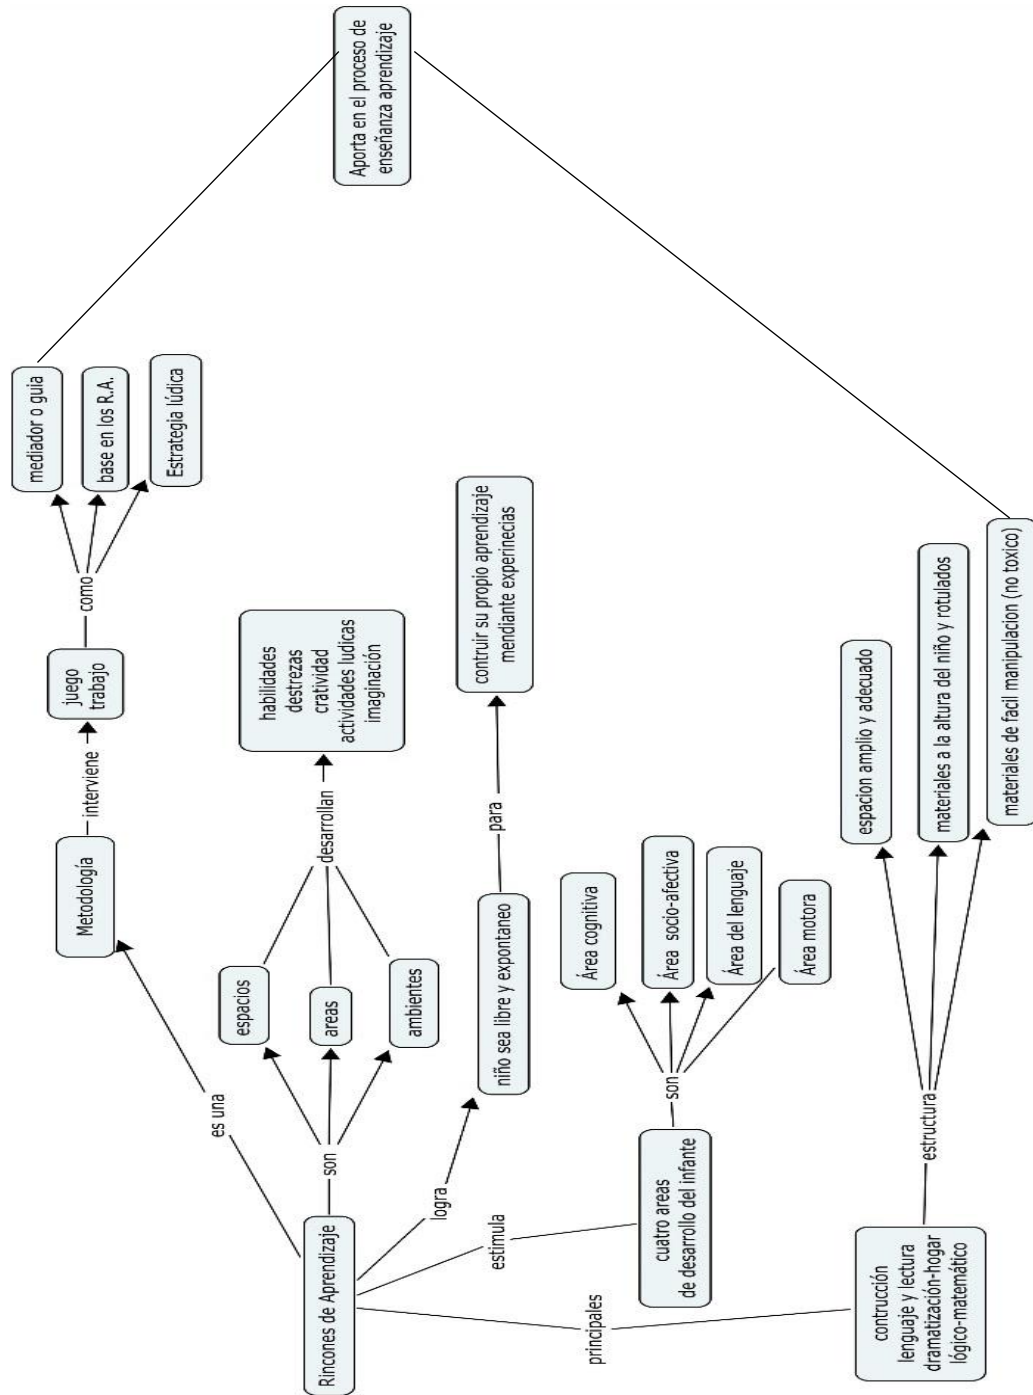 Rincones de Aprendizaje
es una
Metodología
interviene
juego
trabajo
como
mediador o guia
base en los R.A.
Estrategia lúdica
son
espacios
areas
ambientes
desarrollan
habilidades
destrezas
cratividad
actividades ludicas
imaginación
logra
niño sea libre y expontaneo
para
contruir su propio aprendizaje
mendiante experinecias
estimula
cuatro areas
de desarrollo del infante
son
Área cognitiva
Área socio-afectiva
Área del lenguaje
Área motora
principales
contrucción
lenguaje y lectura
dramatización-hogar
lógico-matemático
estructura
espacion amplio y adecuado
materiales a la altura del niño y rotulados
materiales de facil manipulacion (no toxico)
Aporta en el proceso de
enseñanza aprendizaje